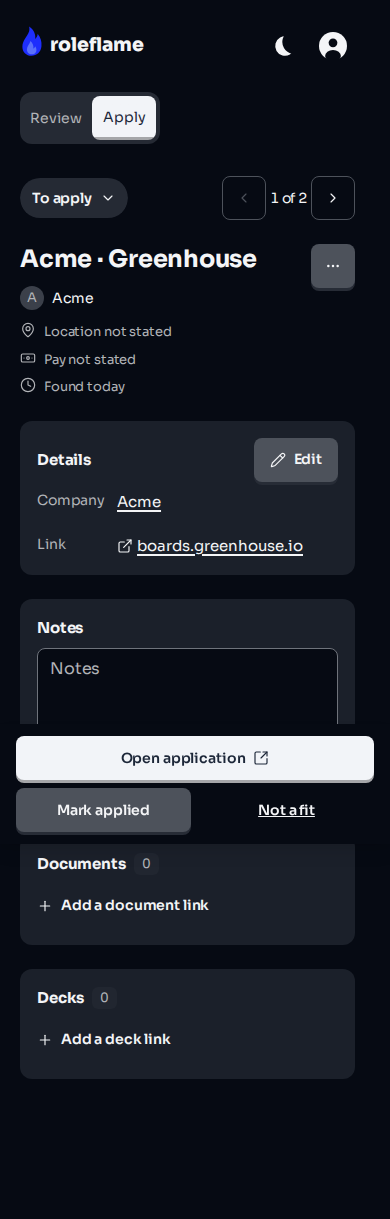 roleflame
Review Apply
To apply 1 of 2
Acme · Greenhouse
...
A Acme
Location not stated
Pay not stated
Found today
Details Edit
Company Acme
Link boards.greenhouse.io
Notes
Notes
Open application
Mark applied Not a fit
Documents 0
+ Add a document link
Decks 0
+ Add a deck link